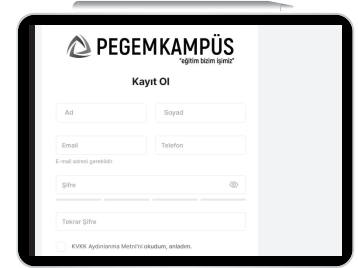 PEGEMKAMPÜS
"eğitim bizim işimiz"
Kayıt Ol
Ad
Soyad
Email
Telefon
E-mail adresi gereklidir.
Şifre
Tekrar Şifre
KVKK Aydınlanma Metni'ni okudum, anladım.